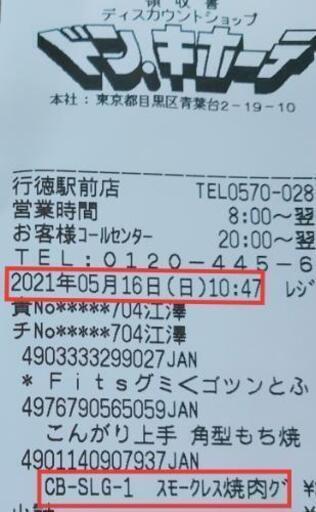 領収書
ディスカウントショップ
ドン.キホーテ
本社：東京都目黒区青葉台2-19-10
行徳駅前店 TEL0570-028
営業時間 8:00～翌
お客様コールセンター 20:00～翌
TEL:0120-445-6
2021年05月16日(日)10:47 レジ
責No*****704江澤
チNo*****704江澤
4903333299027JAN
* Fitsグミ<ゴツンとふ
4976790565059JAN
こんがり上手 角型もち焼
4901140907937JAN
CB-SLG-1 スモークレス焼肉グ ¥